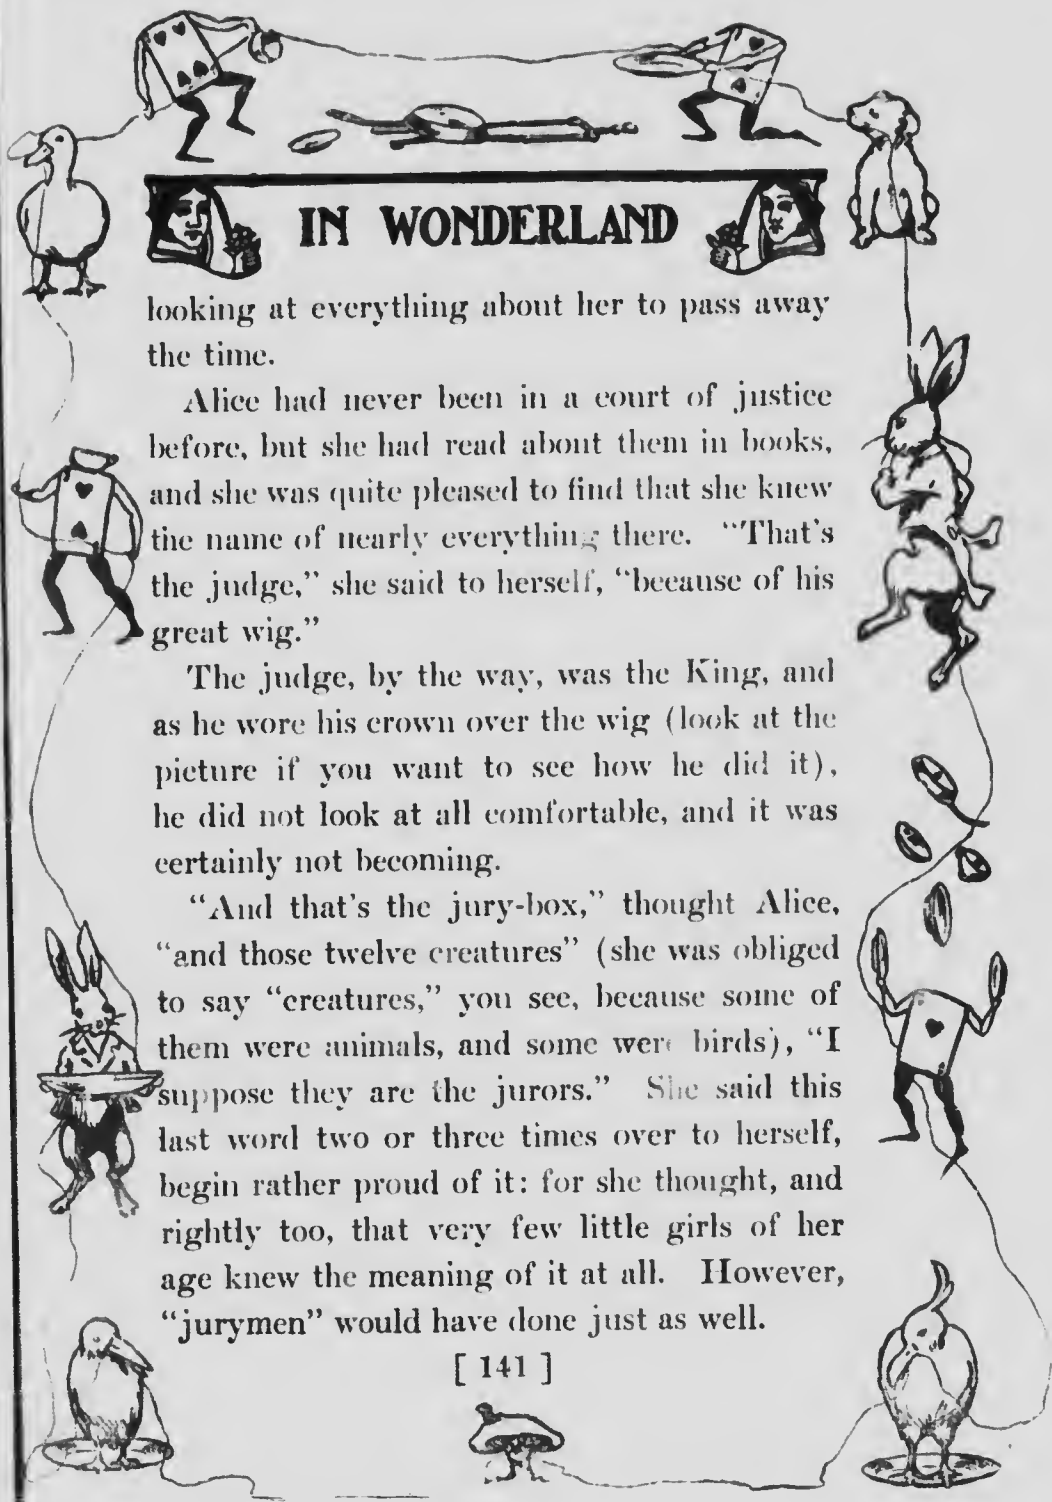 IN WONDERLAND
looking at everything about her to pass away
the time.
Alice had never been in a court of justice
before, but she had read about them in books,
and she was quite pleased to find that she knew
the name of nearly everything there. "That's
the judge," she said to herself, "because of his
great wig."
The judge, by the way, was the King, and
as he wore his crown over the wig (look at the
picture if you want to see how he did it),
he did not look at all comfortable, and it was
certainly not becoming.
"And that's the jury-box," thought Alice,
"and those twelve creatures" (she was obliged
to say "creatures," you see, because some of
them were animals, and some were birds), "I
suppose they are the jurors." She said this
last word two or three times over to herself,
begin rather proud of it: for she thought, and
rightly too, that very few little girls of her
age knew the meaning of it at all. However,
"jurymen" would have done just as well.
[ 141 ]